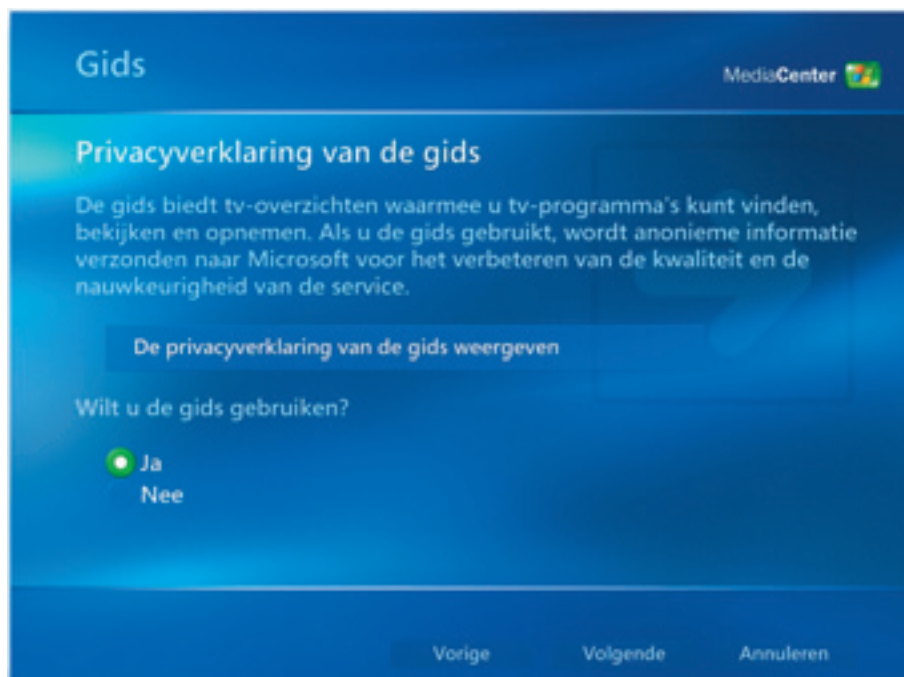 Gids
MediaCenter
Privacyverklaring van de gids
De gids biedt tv-overzichten waarmee u tv-programma's kunt vinden,
bekijken en opnemen. Als u de gids gebruikt, wordt anonieme informatie
verzonden naar Microsoft voor het verbeteren van de kwaliteit en de
nauwkeurigheid van de service.
De privacyverklaring van de gids weergeven
Wilt u de gids gebruiken?
Ja
Nee
Vorige Volgende Annuleren